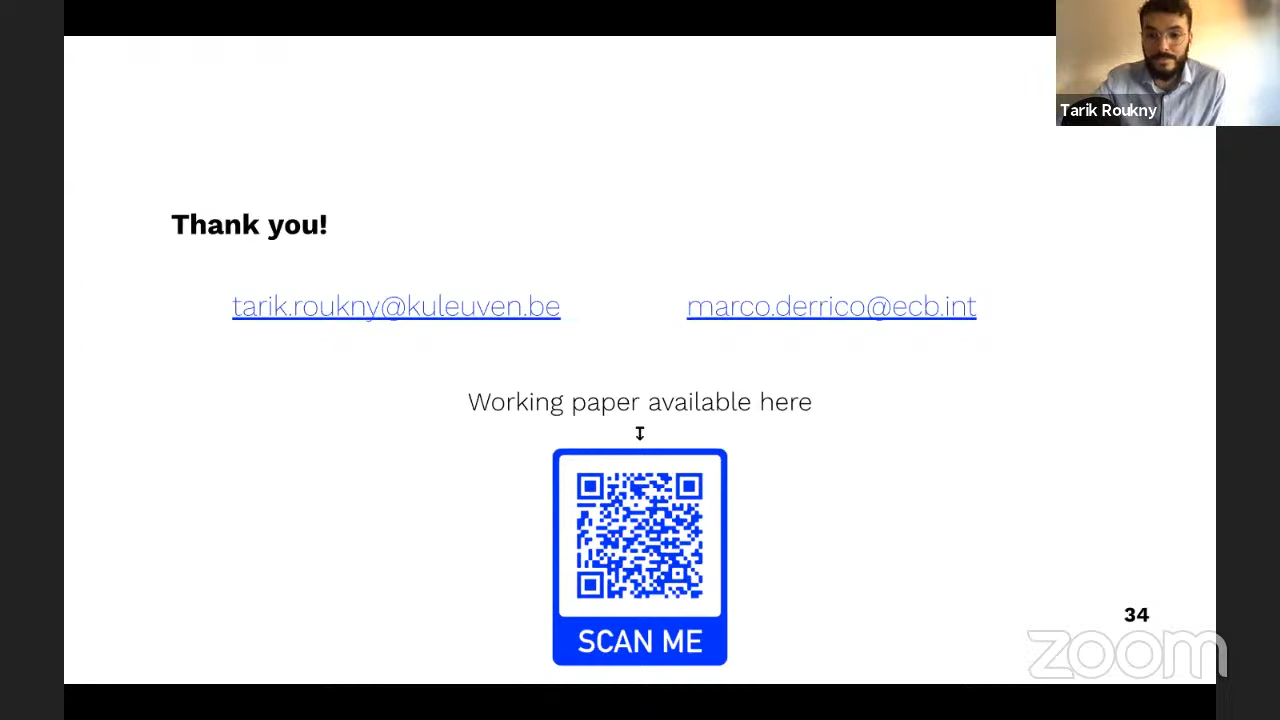 Tarik Roukny
Thank you!
tarik.roukny@kuleuven.be
marco.derrico@ecb.int
Working paper available here
SCAN ME
34
zoom